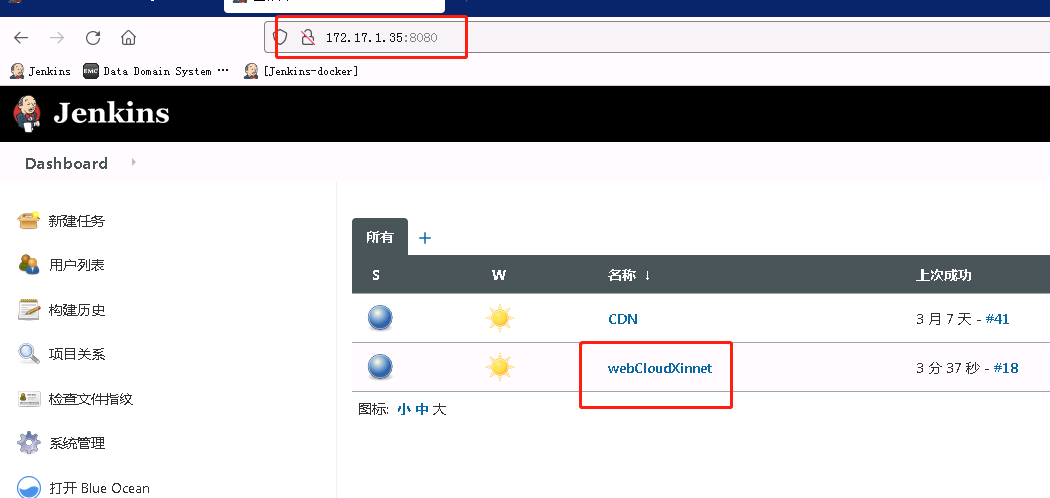 172.17.1.35:8080
Jenkins
EMC Data Domain System ···
[Jenkins-docker]
Jenkins
Dashboard
新建任务
用户列表
构建历史
项目关系
检查文件指纹
系统管理
打开 Blue Ocean
所有 +
S W 名称 ↓ 上次成功
CDN 3 月 7 天 - #41
webCloudXinnet 3 分 37 秒 - #18
图标: 小 中 大